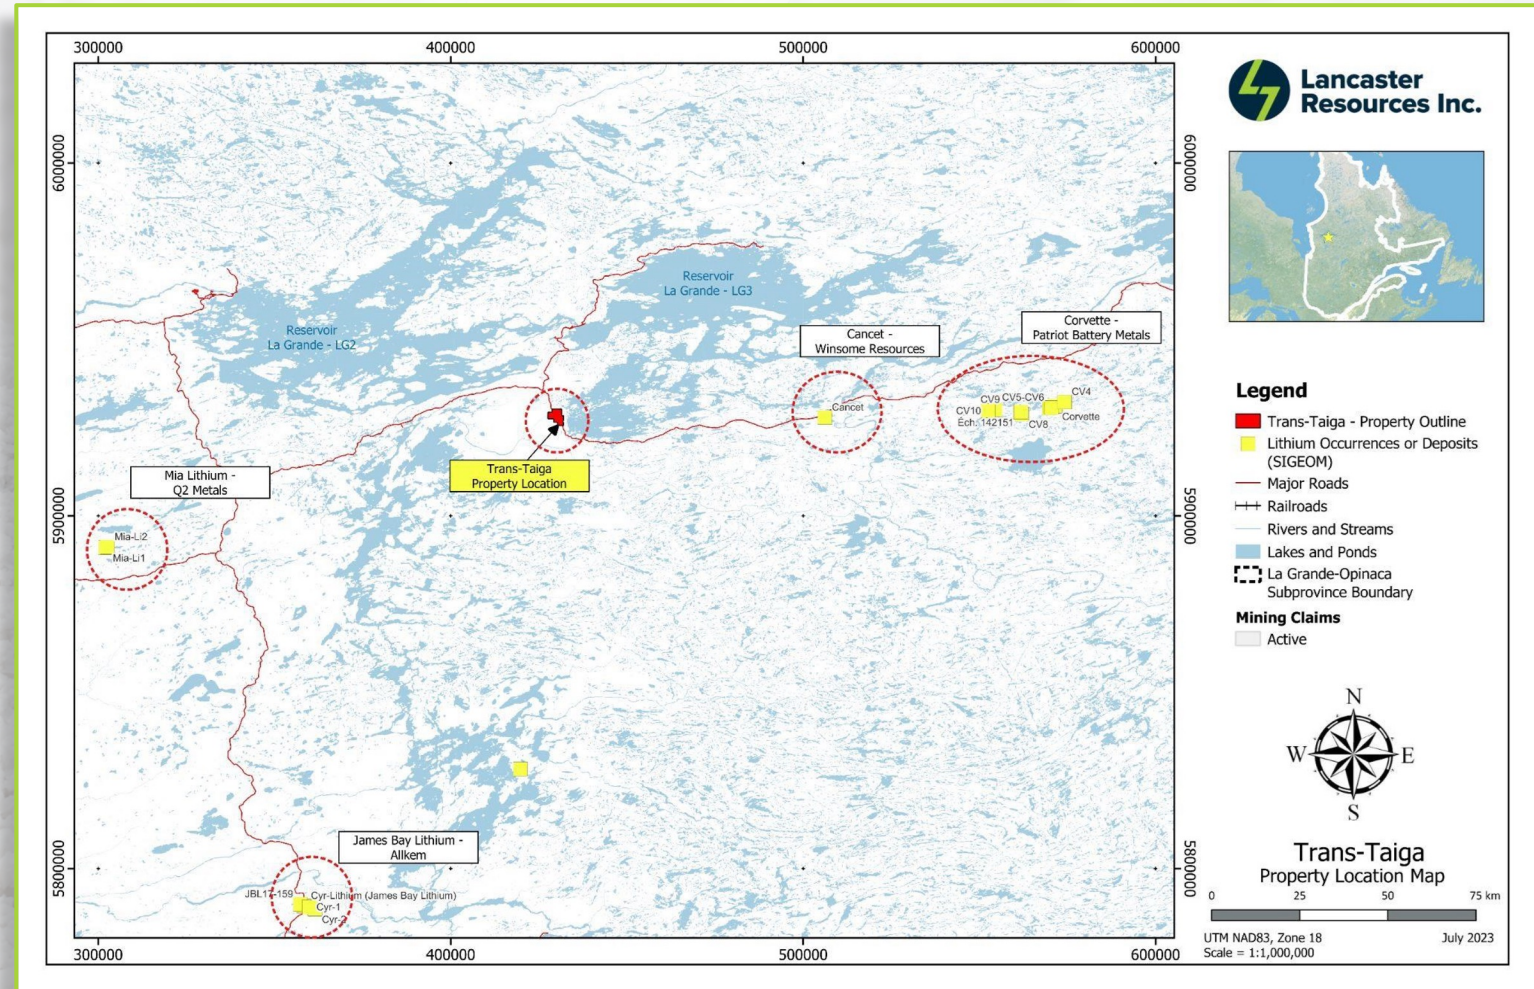 300000
400000
500000
600000
6000000
6000000
Reservoir
La Grande - LG3
Reservoir
La Grande - LG2
Cancet -
Winsome Resources
Corvette -
Patriot Battery Metals
Cancet
CV10
CV9
CV5-CV6
CV4
Éch. 142151
CV8
Corvette
Trans-Taiga
Property Location
Mia Lithium -
Q2 Metals
5900000
5900000
Mia-Li2
Mia-Li1
James Bay Lithium -
Allkem
5800000
5800000
JBL17-159
Cyr-Lithium (James Bay Lithium)
Cyr-1
Cyr-2
300000
400000
500000
600000
Lancaster
Resources Inc.
Legend
Trans-Taiga - Property Outline
Lithium Occurrences or Deposits
(SIGEOM)
Major Roads
Railroads
Rivers and Streams
Lakes and Ponds
La Grande-Opinaca
Subprovince Boundary
Mining Claims
Active
N
W
E
S
Trans-Taiga
Property Location Map
0
25
50
75 km
UTM NAD83, Zone 18
Scale = 1:1,000,000
July 2023